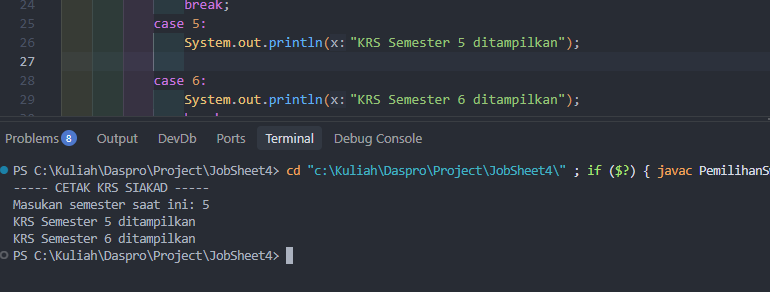 24 break;
25 case 5:
26 System.out.println(x:"KRS Semester 5 ditampilkan");
27
28 case 6:
29 System.out.println(x:"KRS Semester 6 ditampilkan");
Problems 8 Output DevDb Ports Terminal Debug Console
PS C:\Kuliah\Daspro\Project\JobSheet4> cd "c:\Kuliah\Daspro\Project\JobSheet4\" ; if ($?) { javac PemilihanS
----- CETAK KRS SIAKAD -----
Masukan semester saat ini: 5
KRS Semester 5 ditampilkan
KRS Semester 6 ditampilkan
PS C:\Kuliah\Daspro\Project\JobSheet4>